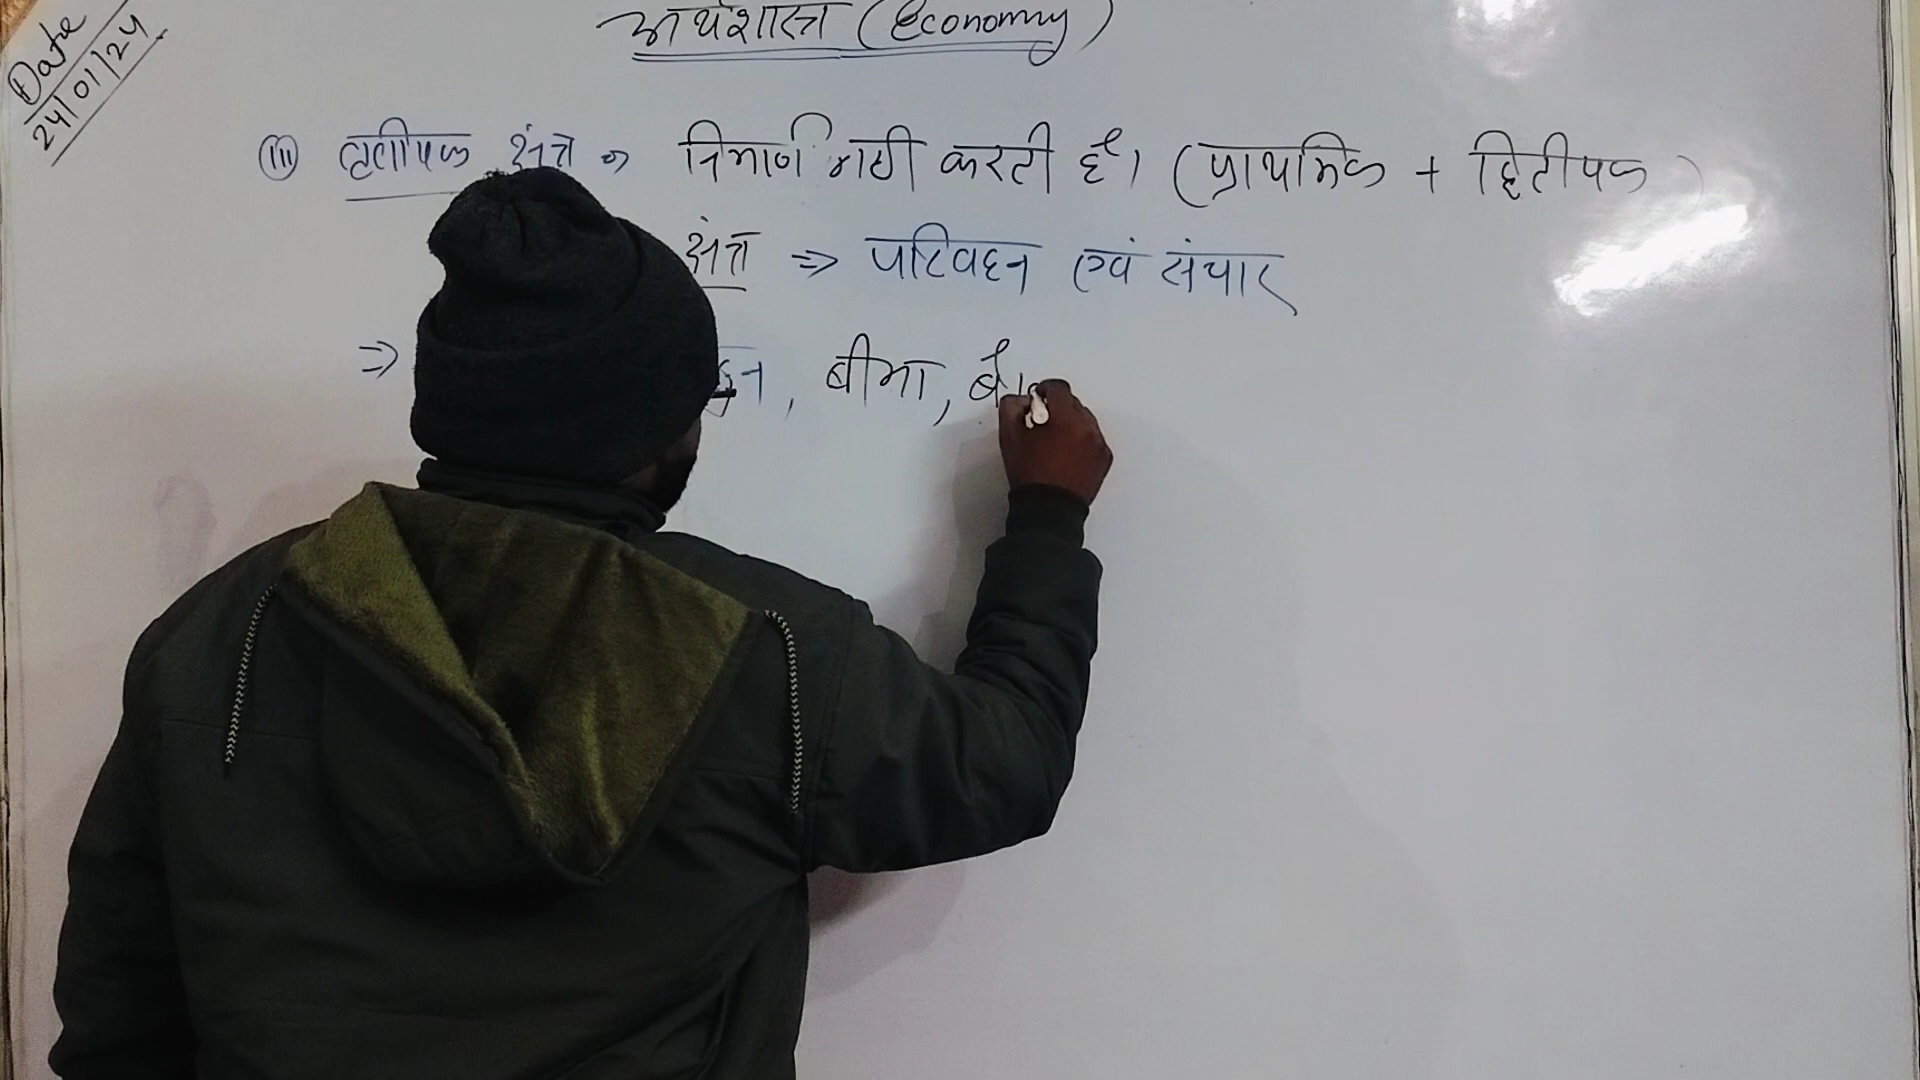 Date
24/01/24
अर्थशास्त्र (Economy)
(iii) तृतीयक क्षेत्र ⇒ निर्माण नही करती है। (प्राथमिक + द्वितीयक)
क्षेत्र ⇒ परिवहन एवं संचार
⇒ , बीमा, बै